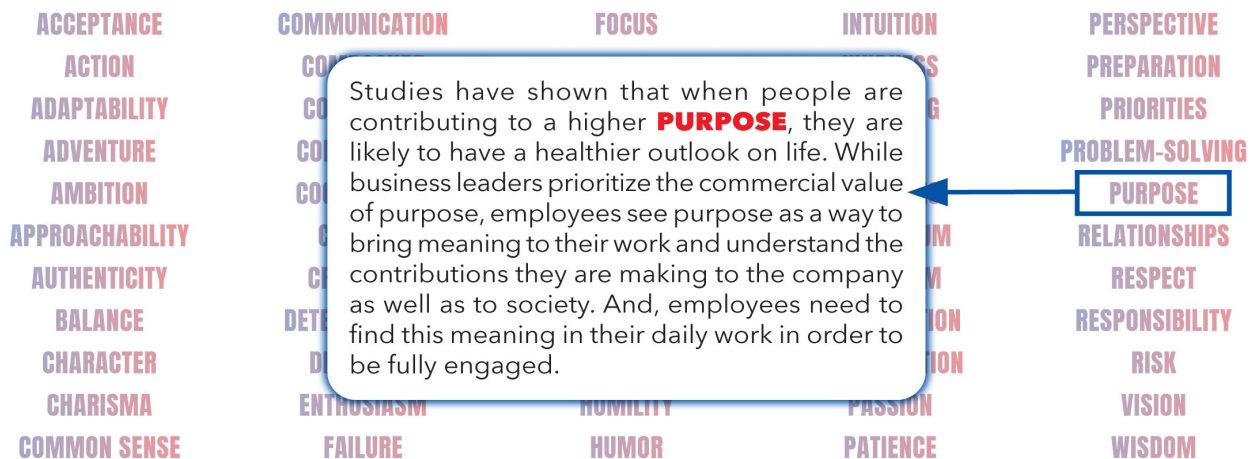 ACCEPTANCE
ACTION
ADAPTABILITY
ADVENTURE
AMBITION
APPROACHABILITY
AUTHENTICITY
BALANCE
CHARACTER
CHARISMA
COMMON SENSE
COMMUNICATION
ENTHUSIASM
FAILURE
FOCUS
HUMILITY
HUMOR
INTUITION
PASSION
PATIENCE
Studies have shown that when people are
contributing to a higher PURPOSE, they are
likely to have a healthier outlook on life. While
business leaders prioritize the commercial value
of purpose, employees see purpose as a way to
bring meaning to their work and understand the
contributions they are making to the company
as well as to society. And, employees need to
find this meaning in their daily work in order to
be fully engaged.
PERSPECTIVE
PREPARATION
PRIORITIES
PROBLEM-SOLVING
PURPOSE
RELATIONSHIPS
RESPECT
RESPONSIBILITY
RISK
VISION
WISDOM